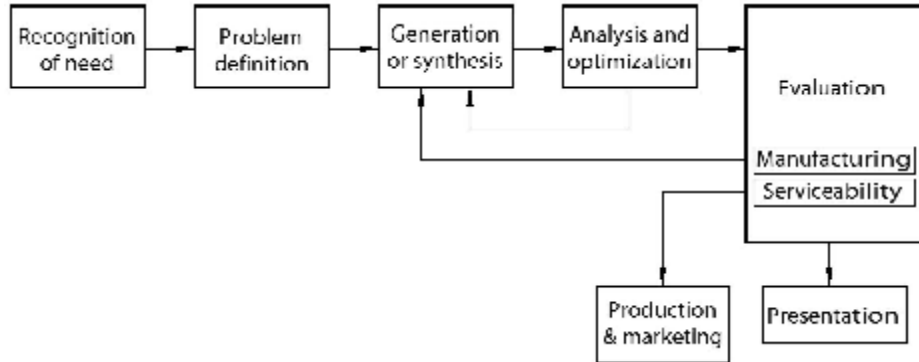 Recognition
of need
Problem
definition
Generation
or synthesis
Analysis and
optimization
Evaluation
Manufacturing
Serviceability
Production
& marketing
Presentation